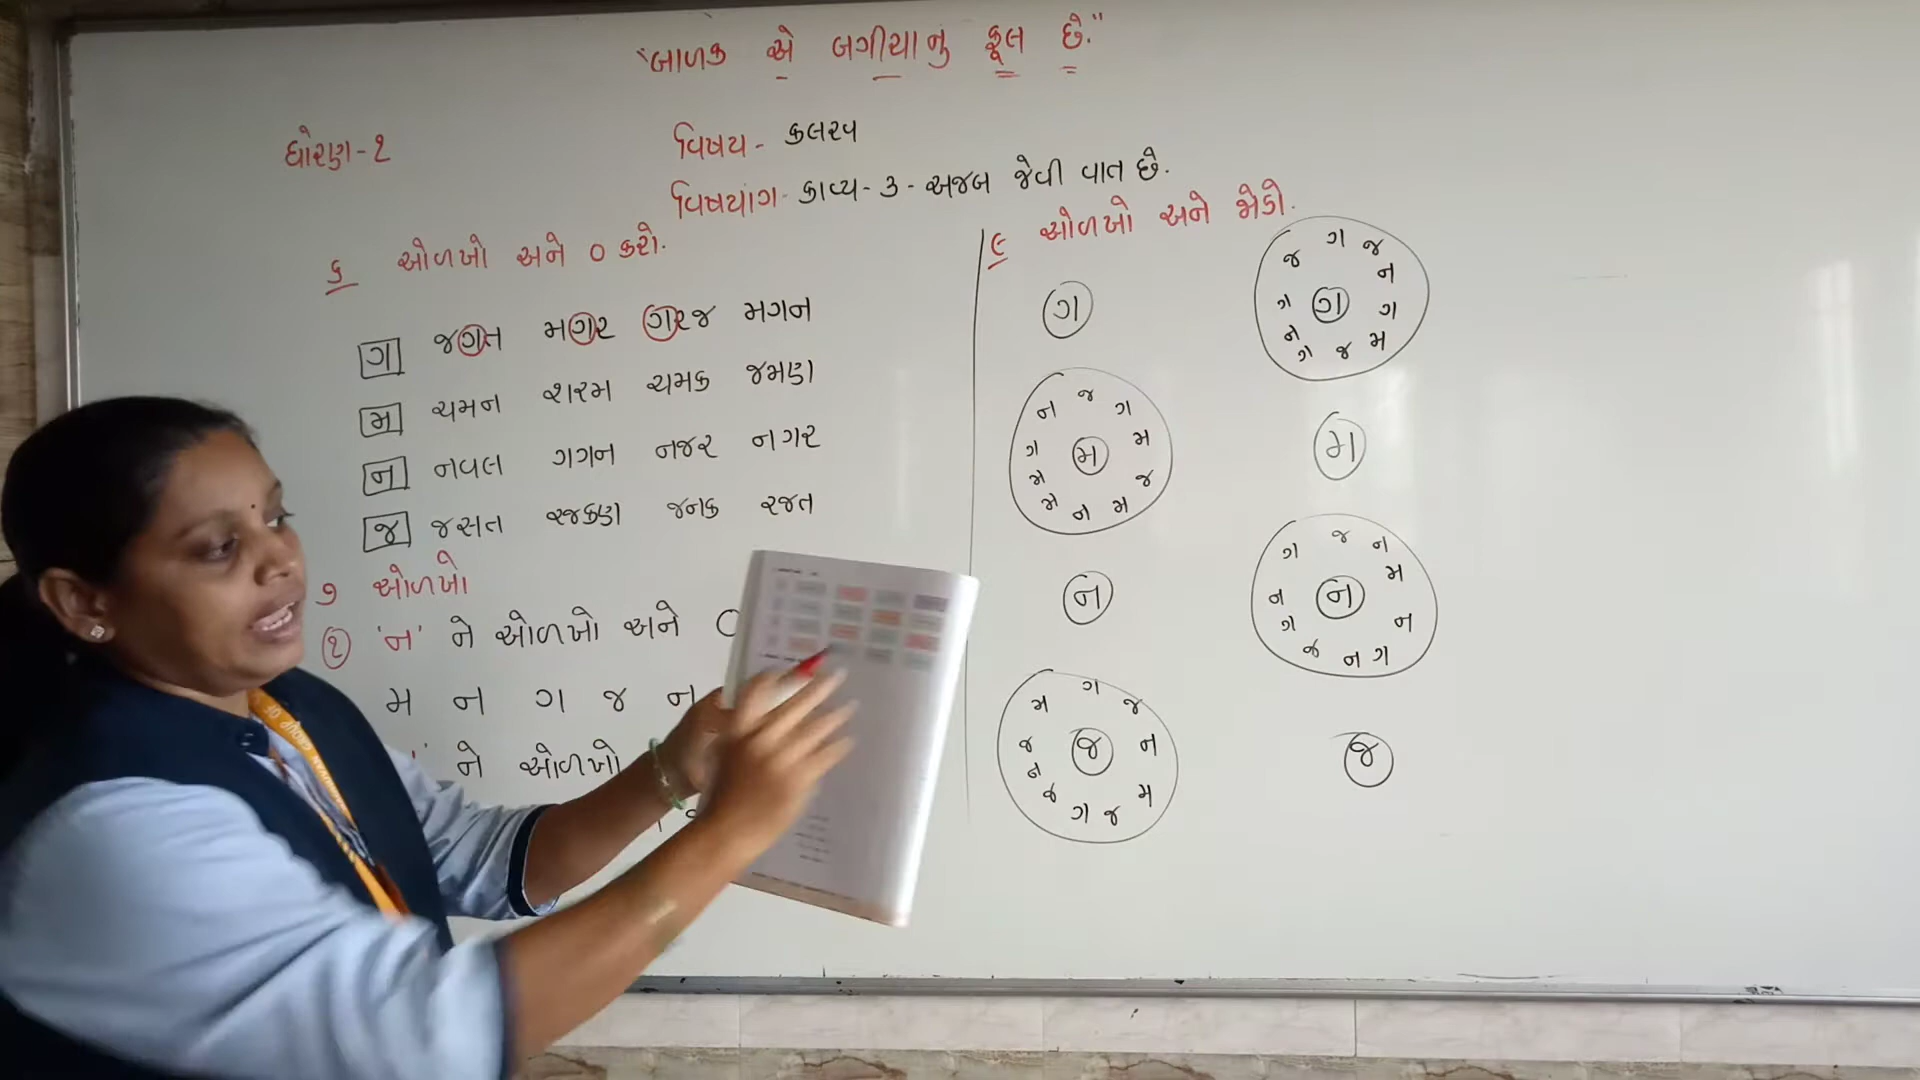 "બાળક એ બગીચાનુ ફૂલ છે."
ધોરણ-૧
વિષય- કલરવ
વિષયાંગ- કાવ્ય-૩- અજબ જેવી વાત છે.
૬ ઓળખો અને ૦ કરો.
ગ જગત મગર ગરજ મગન
મ ચમન શરમ ચમક જમણ
ન નવલ ગગન નજર નગર
જ જસત રજકણ જનક રજત
૭ ઓળખો
૧ 'ન' ને ઓળખો અને
મ ન ગ જ ન
ને ઓળખો
૯ ઓળખો અને જોડો.
ગ
જ ગ જ ન ગ મ જ ગ ન ગ
ગ
ન જ ગ મ જ મ ન મ મ ગ
મ
મ
ન
ગ જ ન મ ન ગ ન જ ગ ન
ન
મ ગ જ ન મ જ ગ જ ન જ
જ
જ